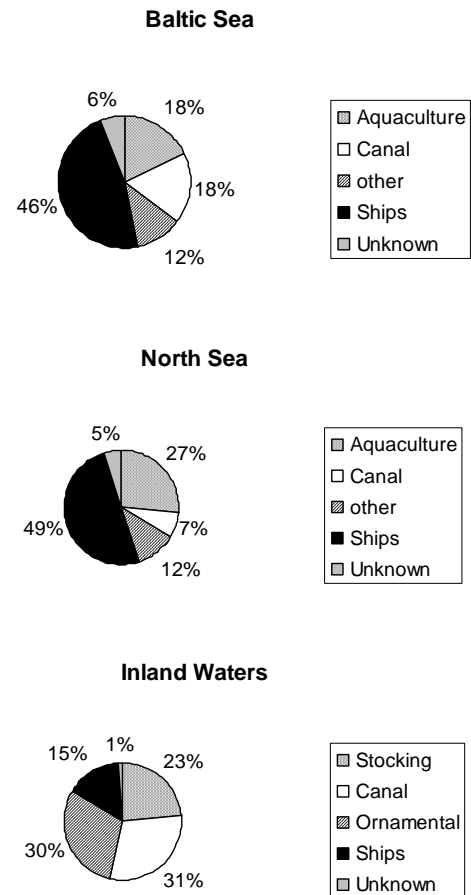 Baltic Sea
6%
18%
46%
18%
12%
Aquaculture
Canal
other
Ships
Unknown
North Sea
5%
27%
49%
7%
12%
Aquaculture
Canal
other
Ships
Unknown
Inland Waters
15%
1%
23%
30%
31%
Stocking
Canal
Ornamental
Ships
Unknown